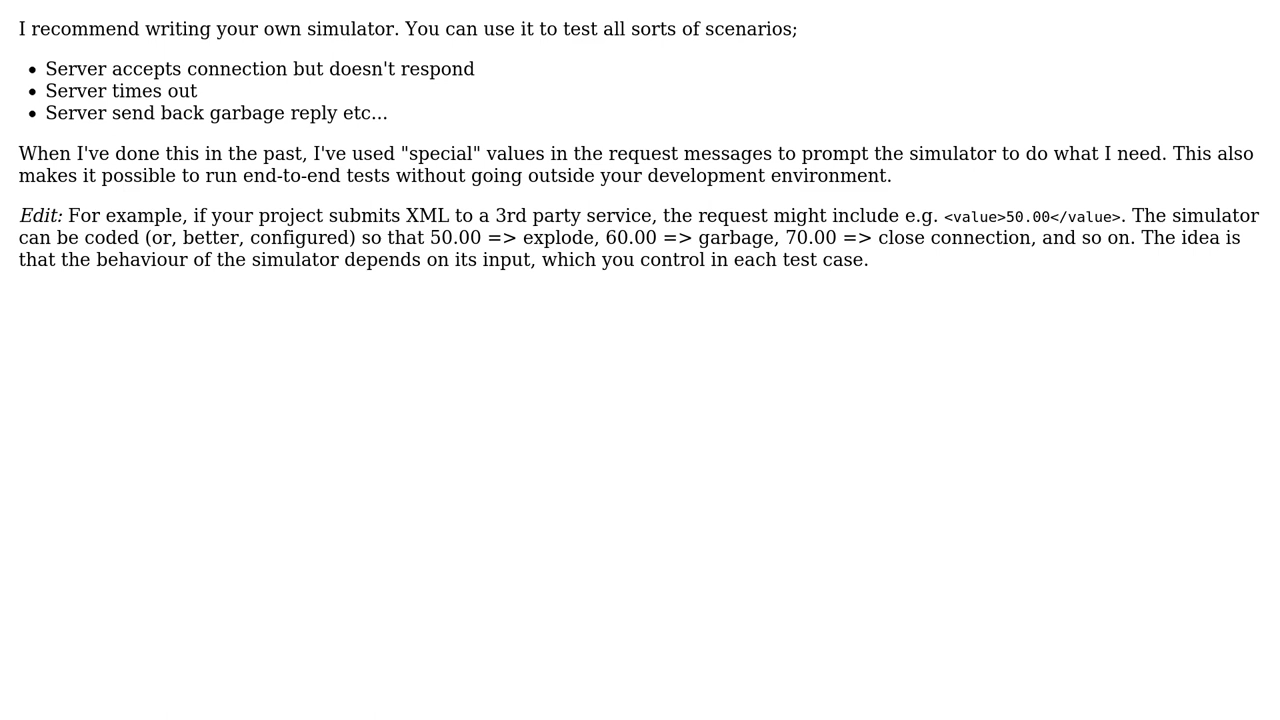 I recommend writing your own simulator. You can use it to test all sorts of scenarios;
• Server accepts connection but doesn't respond
• Server times out
• Server send back garbage reply etc...
When I've done this in the past, I've used "special" values in the request messages to prompt the simulator to do what I need. This also
makes it possible to run end-to-end tests without going outside your development environment.
Edit: For example, if your project submits XML to a 3rd party service, the request might include e.g. <value>50.00</value>. The simulator
can be coded (or, better, configured) so that 50.00 => explode, 60.00 => garbage, 70.00 => close connection, and so on. The idea is
that the behaviour of the simulator depends on its input, which you control in each test case.